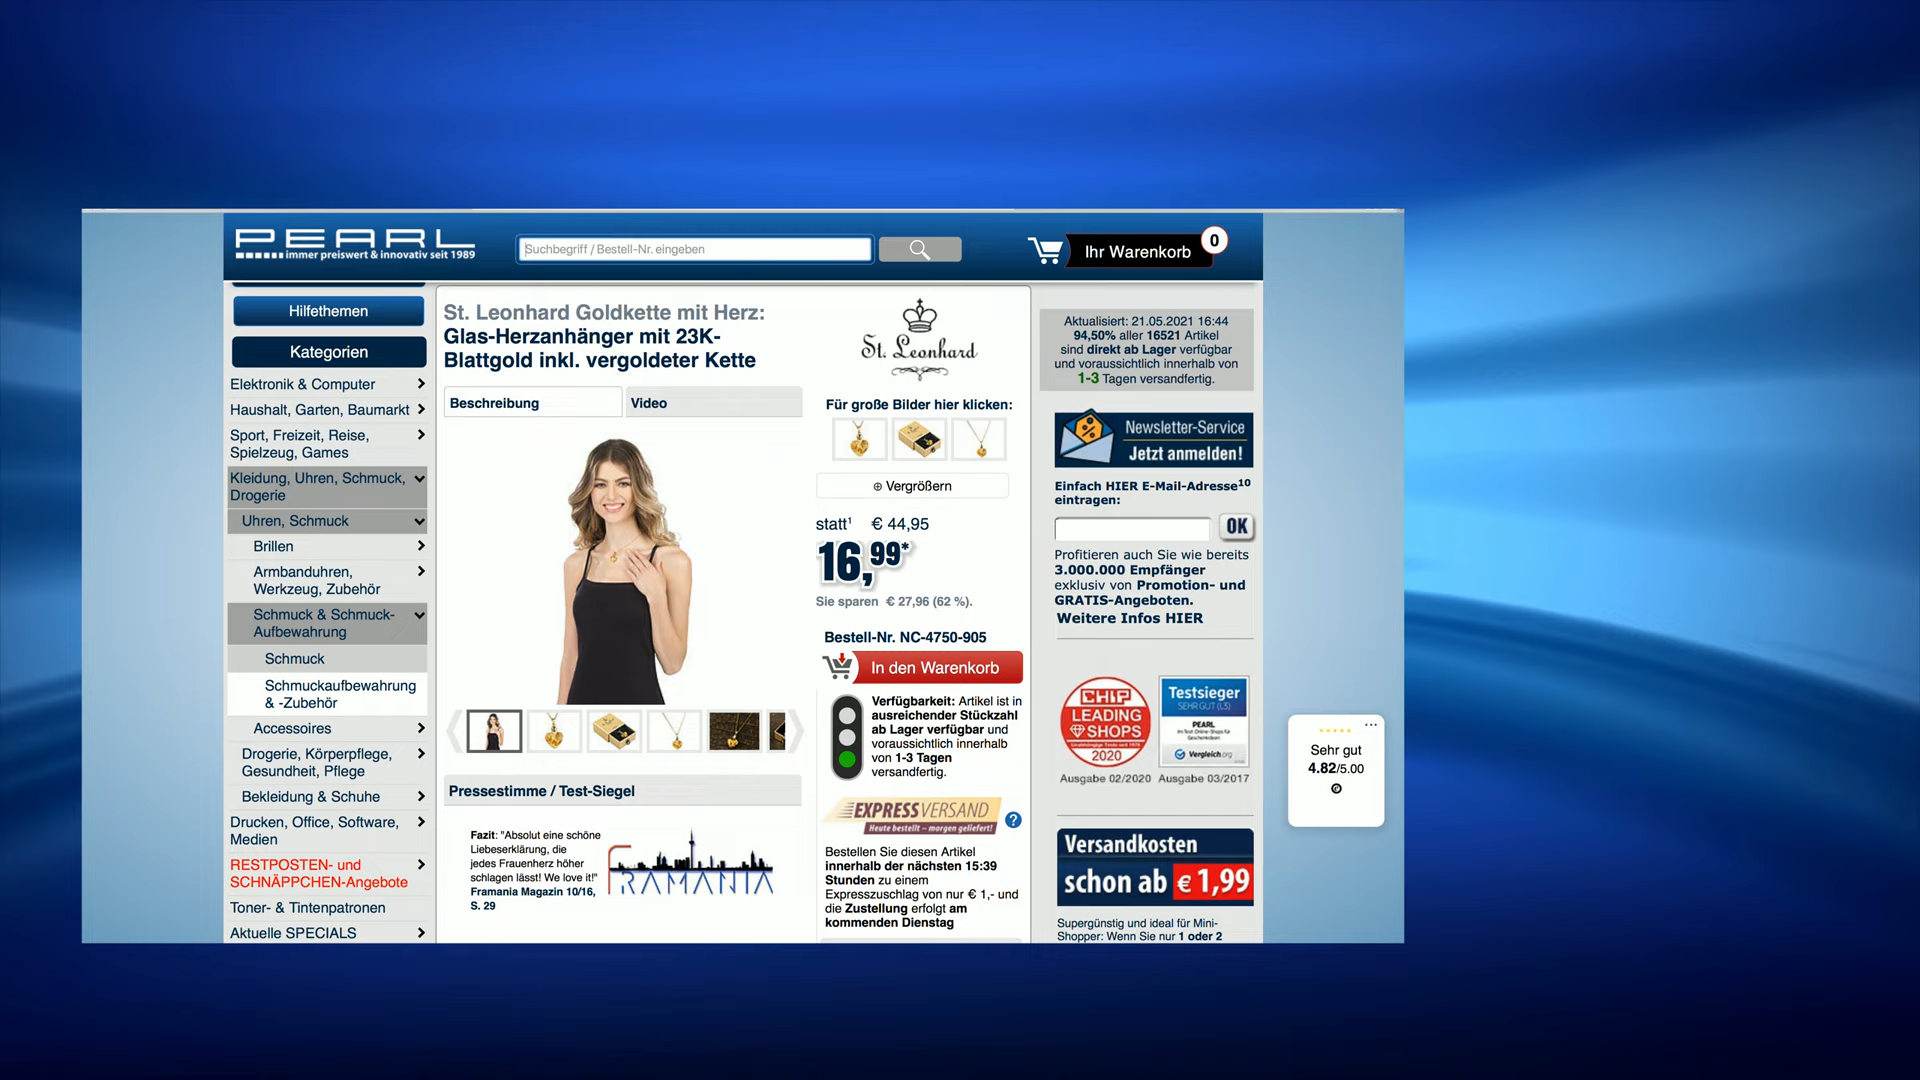 PEARL
immer preiswert & innovativ seit 1989
Suchbegriff / Bestell-Nr. eingeben
Ihr Warenkorb
0
Hilfethemen
Kategorien
Elektronik & Computer
Haushalt, Garten, Baumarkt
Sport, Freizeit, Reise,
Spielzeug, Games
Kleidung, Uhren, Schmuck,
Drogerie
Uhren, Schmuck
Brillen
Armbanduhren,
Werkzeug, Zubehör
Schmuck & Schmuck-
Aufbewahrung
Schmuck
Schmuckaufbewahrung
& -Zubehör
Accessoires
Drogerie, Körperpflege,
Gesundheit, Pflege
Bekleidung & Schuhe
Drucken, Office, Software,
Medien
RESTPOSTEN- und
SCHNÄPPCHEN-Angebote
Toner- & Tintenpatronen
Aktuelle SPECIALS
St. Leonhard Goldkette mit Herz:
Glas-Herzanhänger mit 23K-
Blattgold inkl. vergoldeter Kette
Beschreibung
Video
Pressestimme / Test-Siegel
Fazit: "Absolut eine schöne
Liebeserklärung, die
jedes Frauenherz höher
schlagen lässt! We love it!"
Framania Magazin 10/16,
S. 29
FRAMANIA
St. Leonhard
Für große Bilder hier klicken:
Vergrößern
statt¹ € 44,95
16,99*
Sie sparen € 27,96 (62 %).
Bestell-Nr. NC-4750-905
In den Warenkorb
Verfügbarkeit: Artikel ist in
ausreichender Stückzahl
ab Lager verfügbar und
voraussichtlich innerhalb
von 1-3 Tagen
versandfertig.
EXPRESSVERSAND
Heute bestellt – morgen geliefert!
?
Bestellen Sie diesen Artikel
innerhalb der nächsten 15:39
Stunden zu einem
Expresszuschlag von nur € 1,- und
die Zustellung erfolgt am
kommenden Dienstag
Aktualisiert: 21.05.2021 16:44
94,50% aller 16521 Artikel
sind direkt ab Lager verfügbar
und voraussichtlich innerhalb von
1-3 Tagen versandfertig.
%
Newsletter-Service
Jetzt anmelden!
Einfach HIER E-Mail-Adresse¹⁰
eintragen:
OK
Profitieren auch Sie wie bereits
3.000.000 Empfänger
exklusiv von Promotion- und
GRATIS-Angeboten.
Weitere Infos HIER
CHIP
LEADING
SHOPS
2020
Ausgabe 02/2020
Testsieger
SEHR GUT (1,5)
PEARL
Vergleich.org
Ausgabe 03/2017
Versandkosten
schon ab € 1,99
Supergünstig und ideal für Mini-
Shopper: Wenn Sie nur 1 oder 2
Sehr gut
4.82/5.00